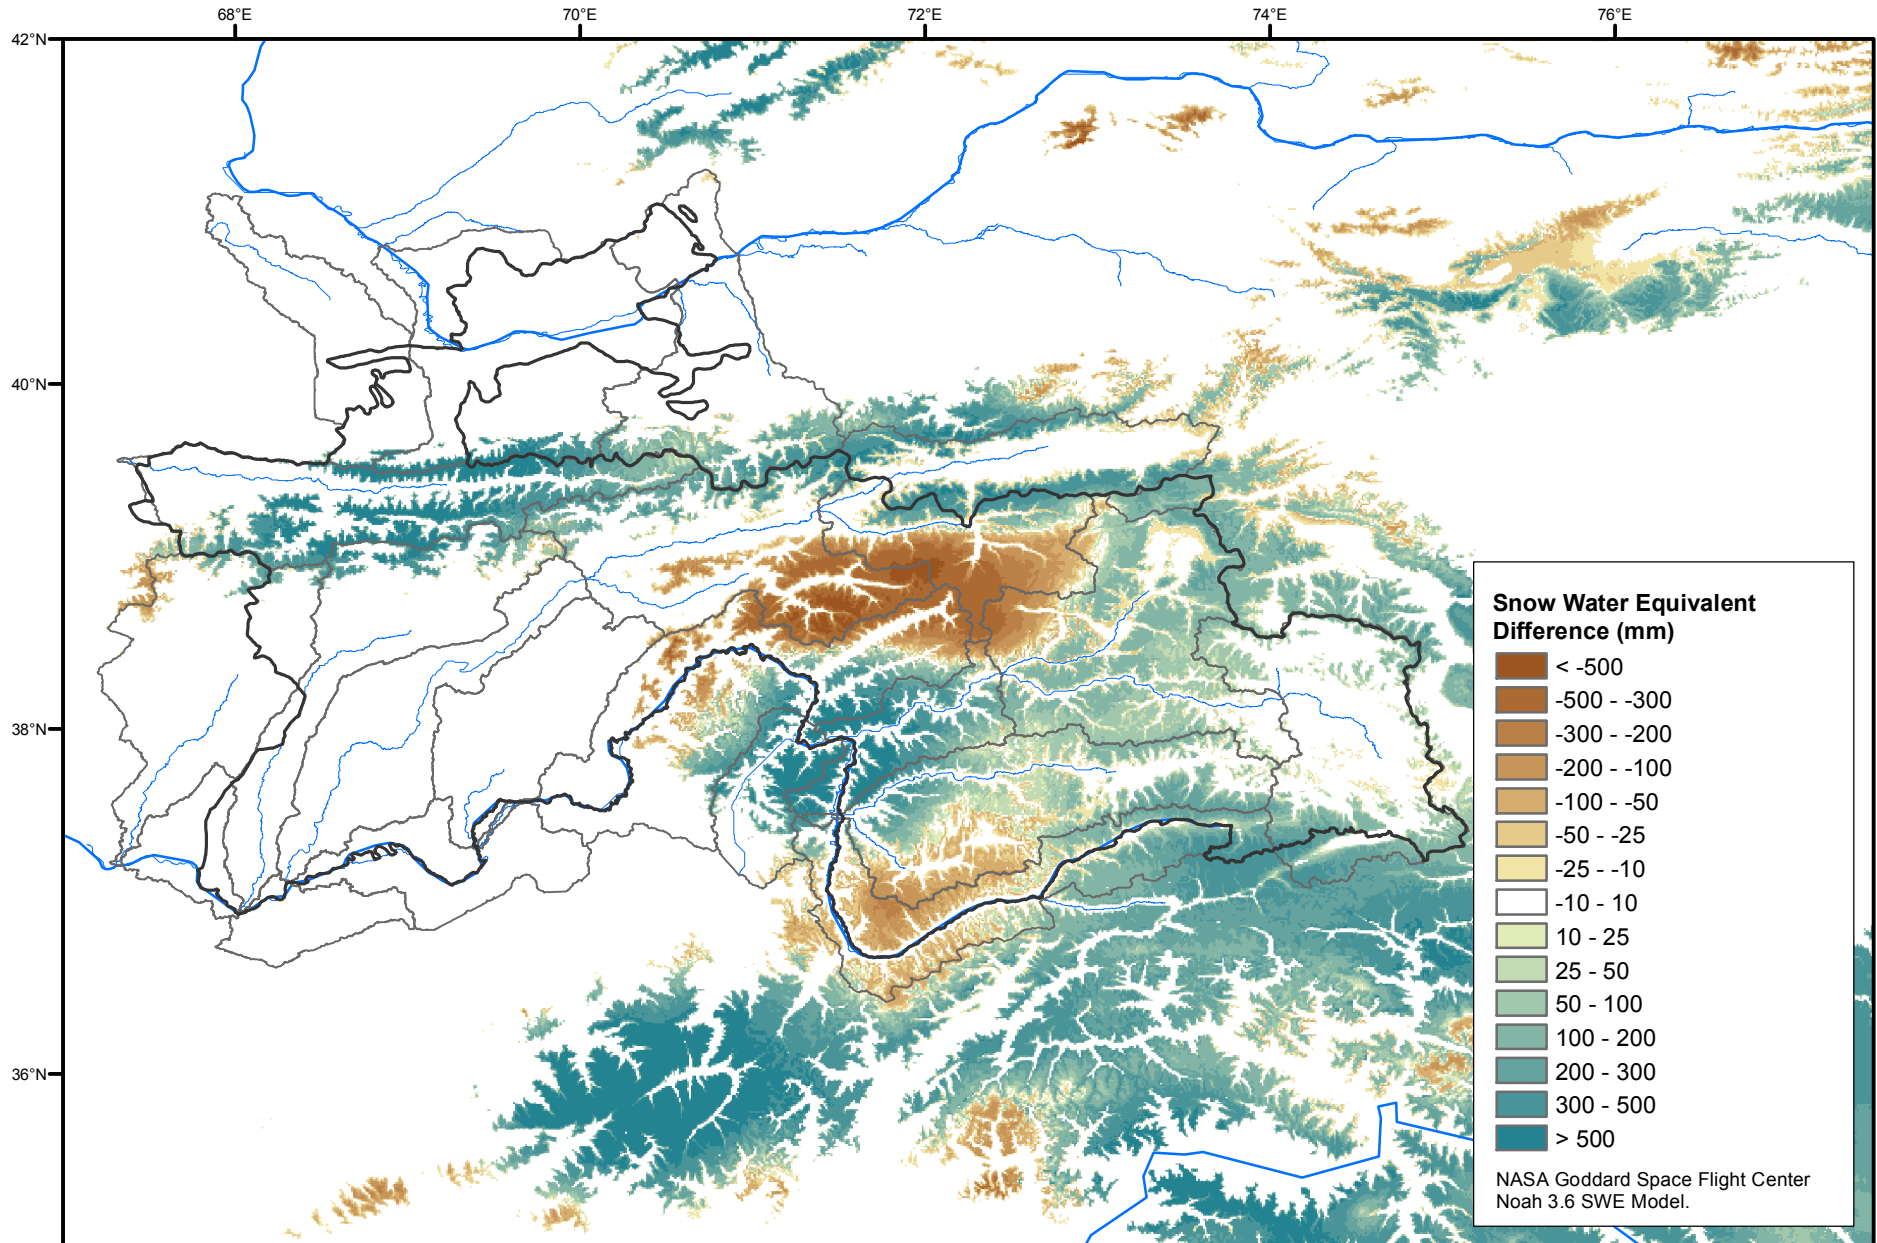 68°E
70°E
72°E
74°E
76°E
42°N
40°N
38°N
36°N
Snow Water Equivalent
Difference (mm)
< -500
-500 - -300
-300 - -200
-200 - -100
-100 - -50
-50 - -25
-25 - -10
-10 - 10
10 - 25
25 - 50
50 - 100
100 - 200
200 - 300
300 - 500
> 500
NASA Goddard Space Flight Center
Noah 3.6 SWE Model.